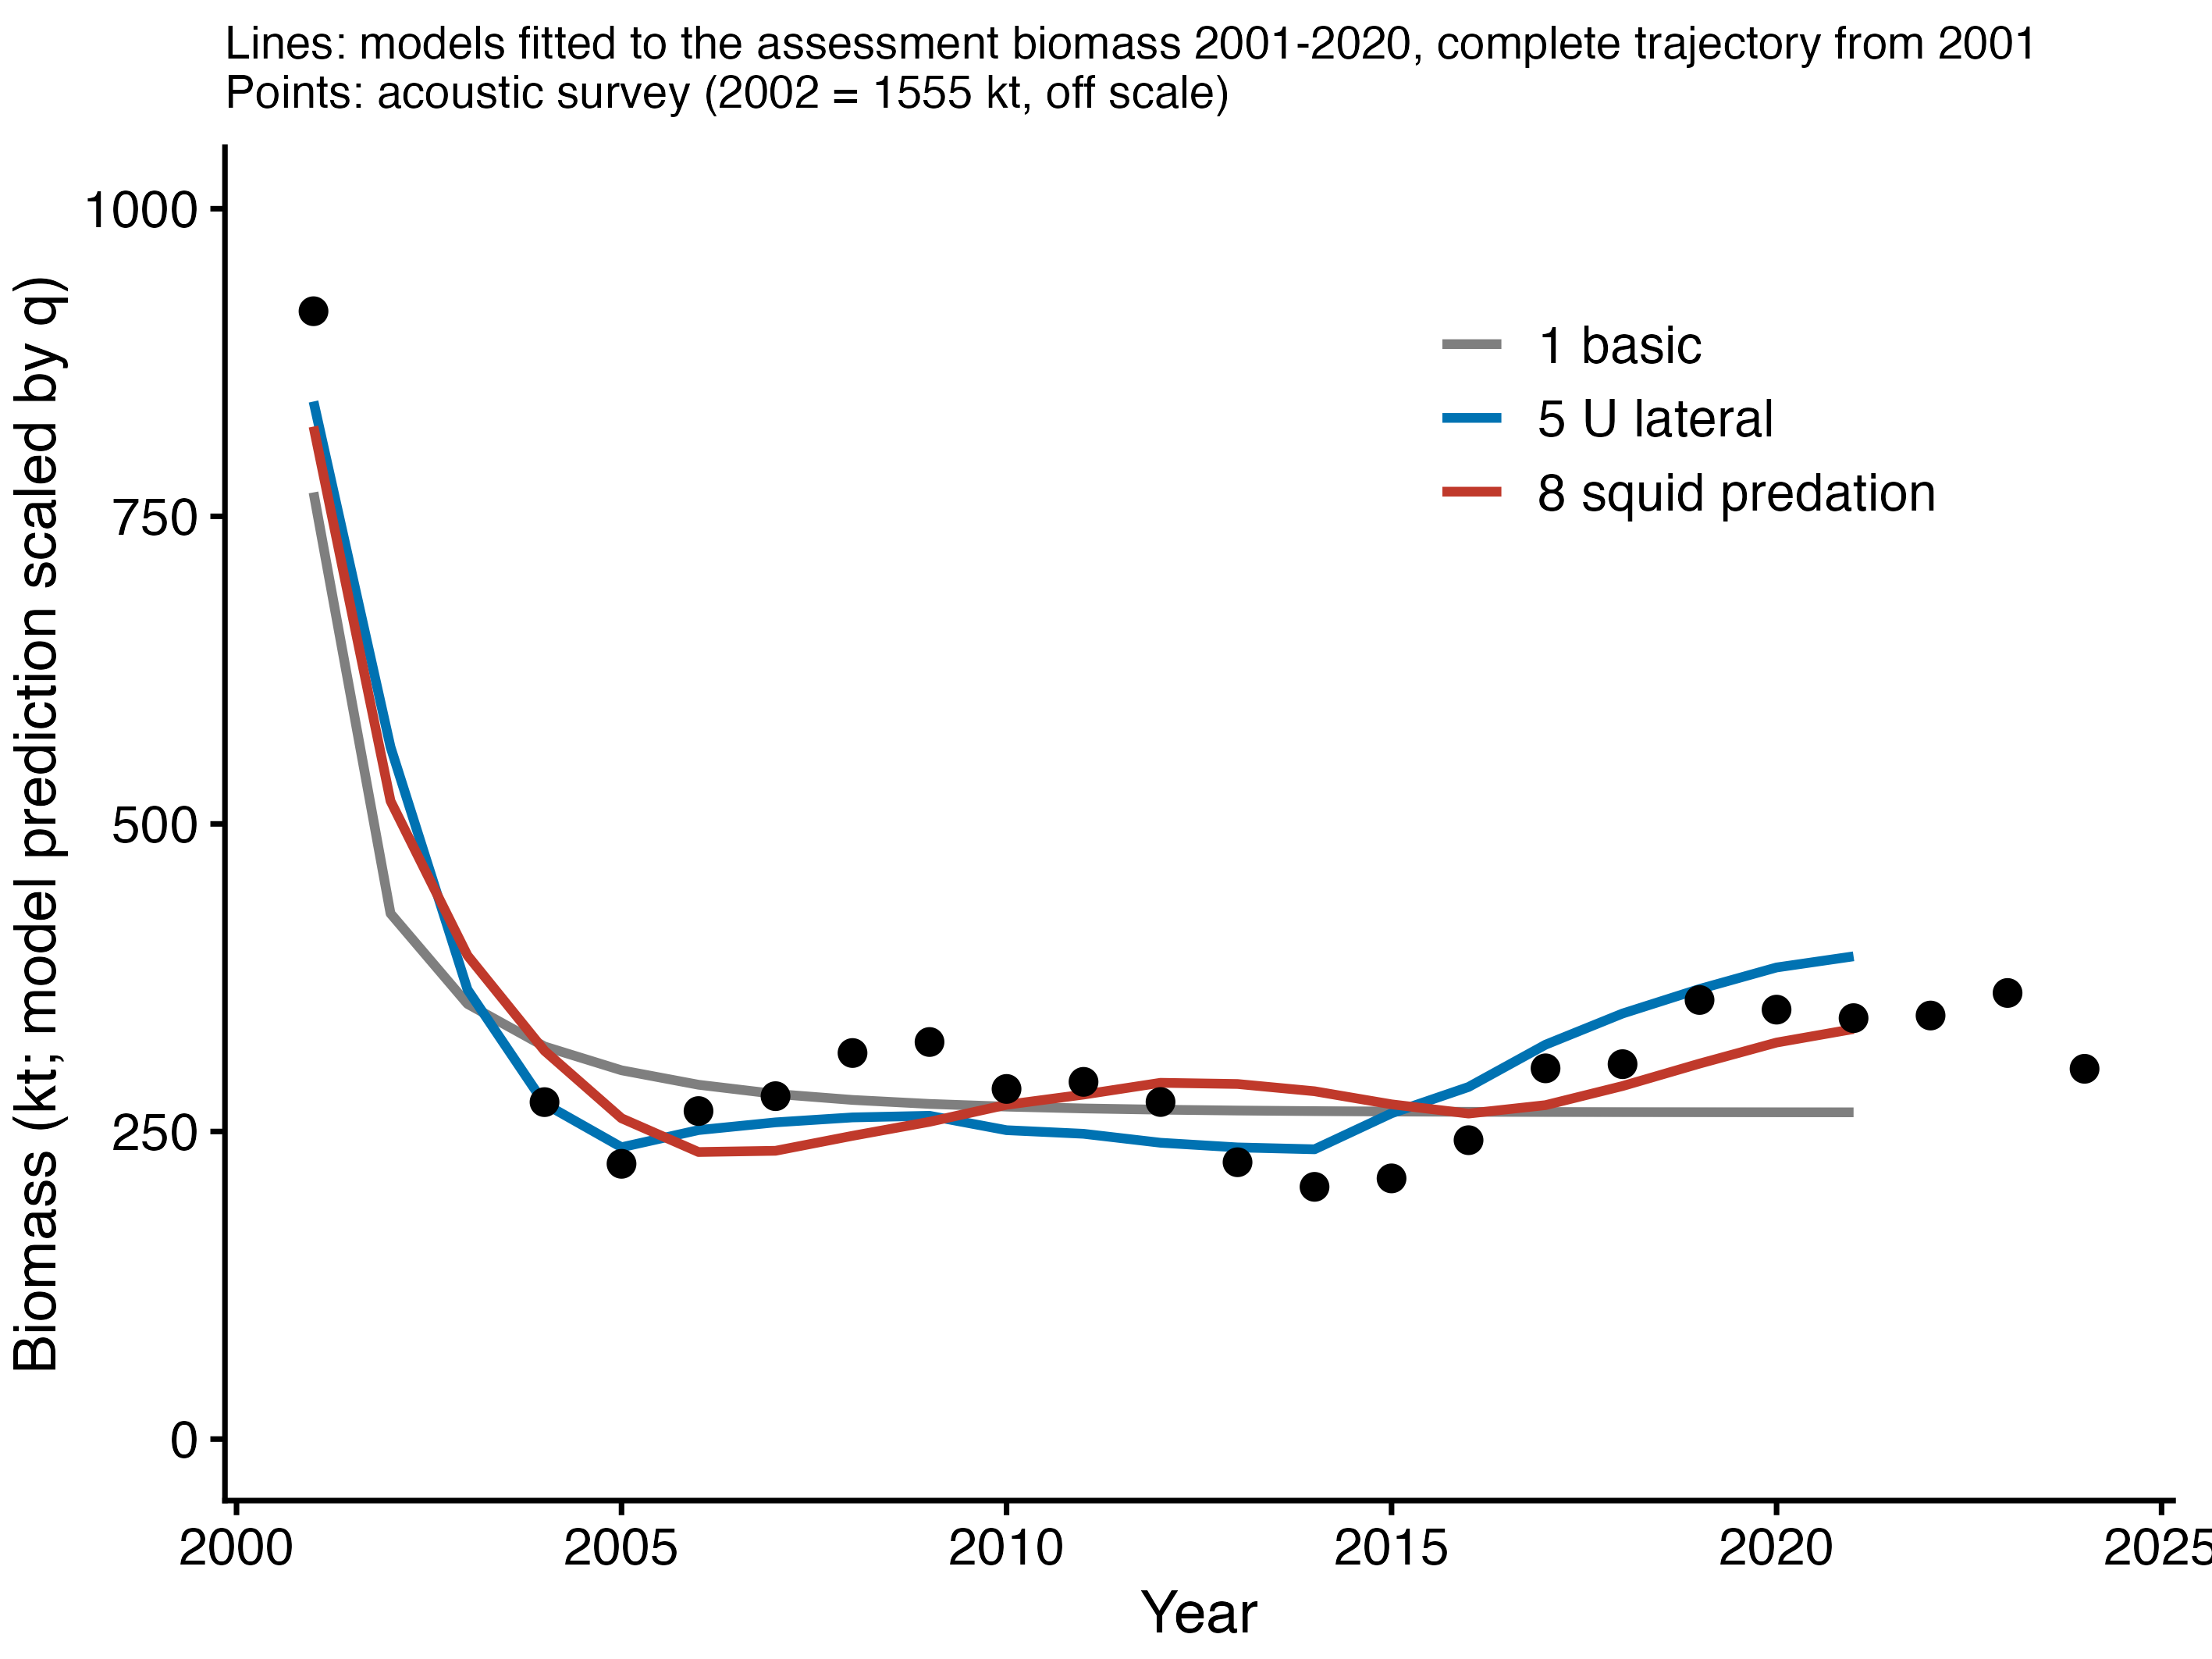 Lines: models fitted to the assessment biomass 2001-2020, complete trajectory from 2001
Points: acoustic survey (2002 = 1555 kt, off scale)
Biomass (kt; model prediction scaled by q)
1000
750
500
250
0
1 basic
5 U lateral
8 squid predation
2000
2005
2010
2015
2020
2025
Year